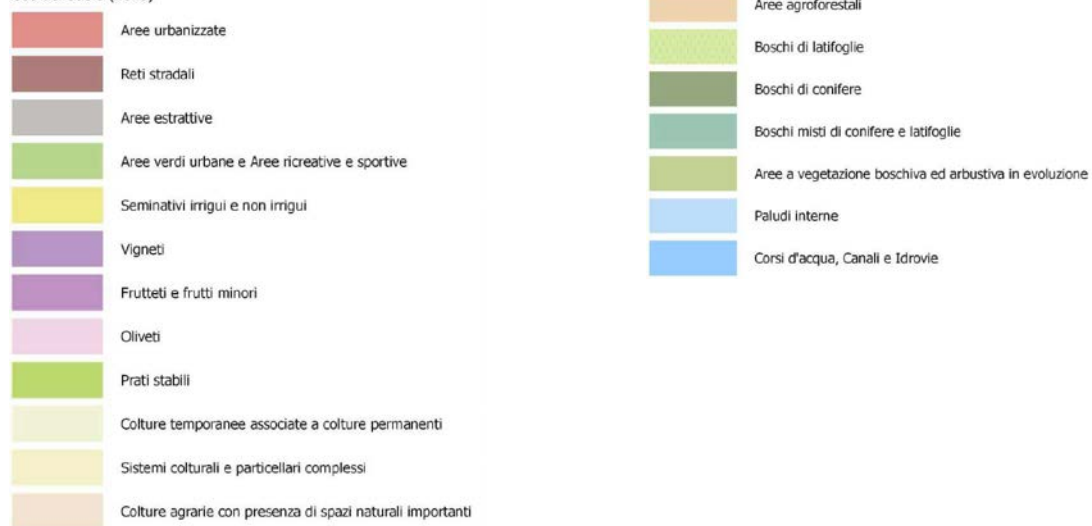 Aree urbanizzate
Reti stradali
Aree estrattive
Aree verdi urbane e Aree ricreative e sportive
Seminativi irrigui e non irrigui
Vigneti
Frutteti e frutti minori
Oliveti
Prati stabili
Colture temporanee associate a colture permanenti
Sistemi colturali e particellari complessi
Colture agrarie con presenza di spazi naturali importanti
Aree agroforestali
Boschi di latifoglie
Boschi di conifere
Boschi misti di conifere e latifoglie
Aree a vegetazione boschiva ed arbustiva in evoluzione
Paludi interne
Corsi d'acqua, Canali e Idrovie